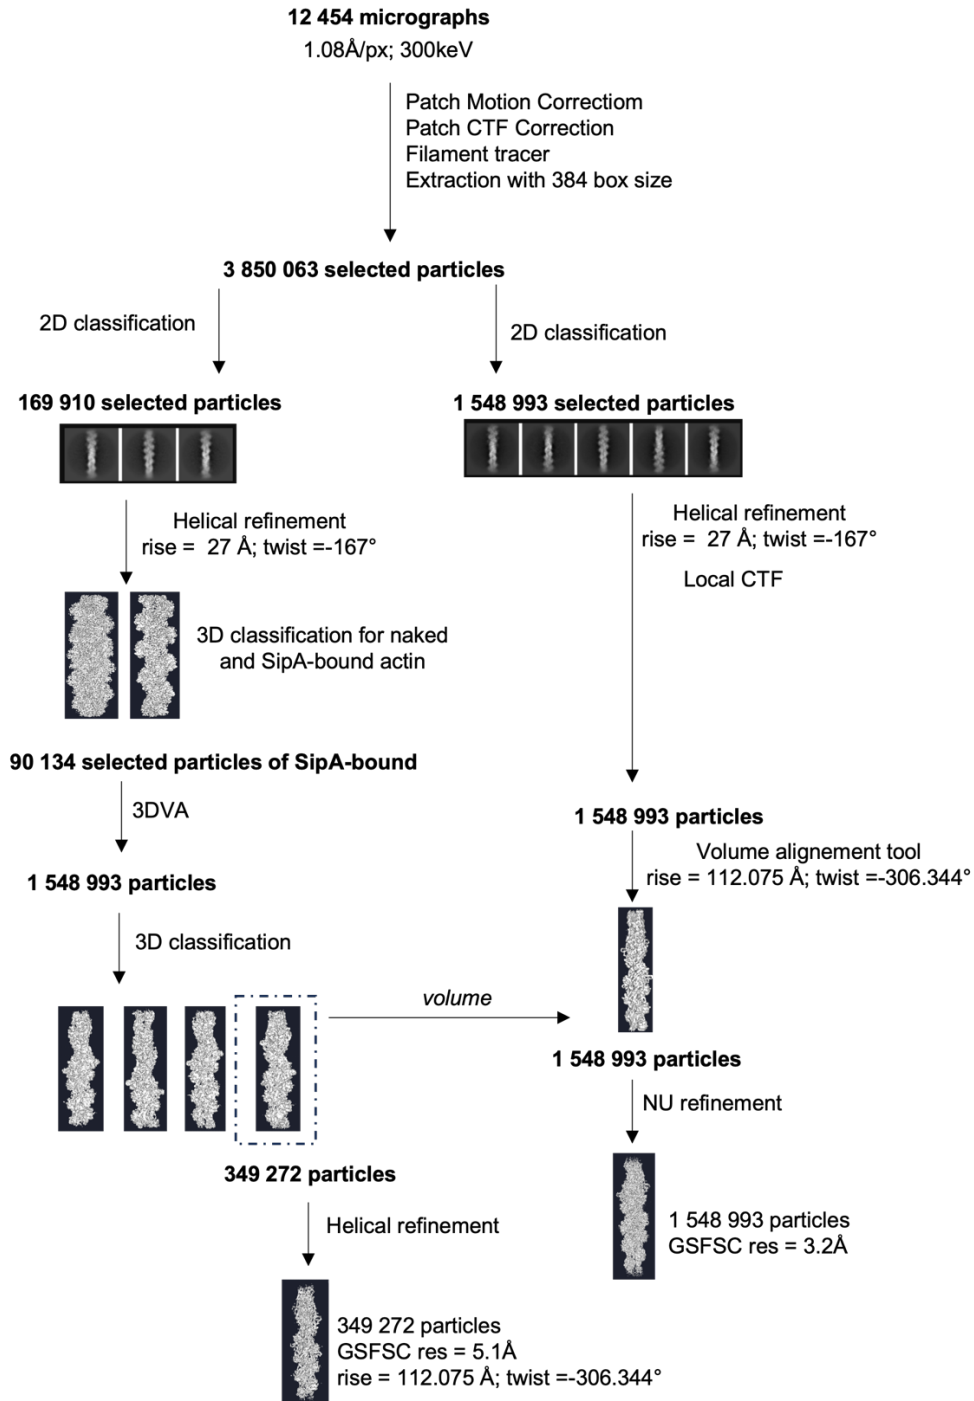 12 454 micrographs
1.08Å/px; 300keV
Patch Motion Correctiom
Patch CTF Correction
Filament tracer
Extraction with 384 box size
3 850 063 selected particles
2D classification
2D classification
169 910 selected particles
1 548 993 selected particles
Helical refinement
rise = 27 Å; twist =-167°
Helical refinement
rise = 27 Å; twist =-167°
Local CTF
3D classification for naked
and SipA-bound actin
90 134 selected particles of SipA-bound
3DVA
1 548 993 particles
1 548 993 particles
Volume alignement tool
rise = 112.075 Å; twist=-306.344°
3D classification
volume
1 548 993 particles
NU refinement
349 272 particles
Helical refinement
1 548 993 particles
GSFSC res = 3.2Å
349 272 particles
GSFSC res = 5.1Å
rise = 112.075 Å; twist =-306.344°